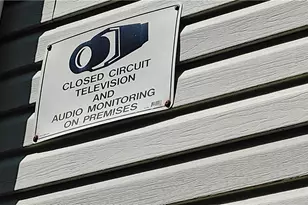 CLOSED CIRCUIT
TELEVISION
AND
AUDIO MONITORING
ON PREMISES